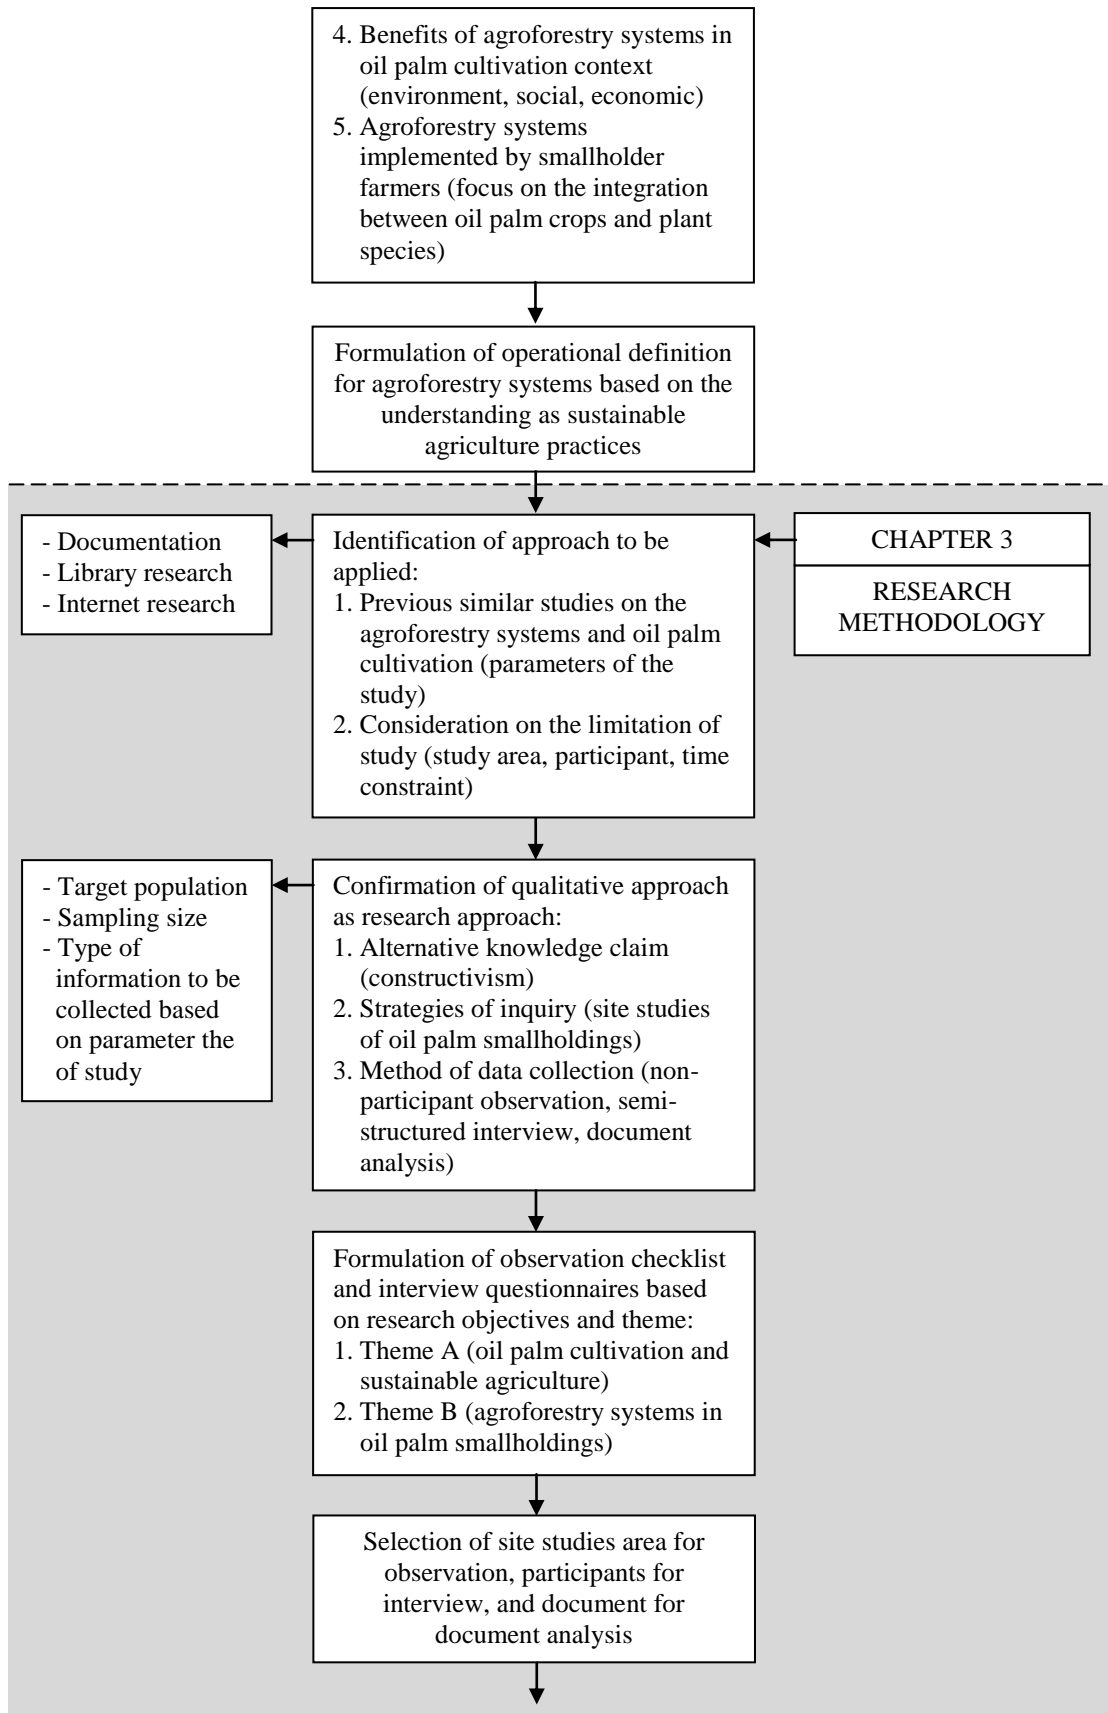 4. Benefits of agroforestry systems in
oil palm cultivation context
(environment, social, economic)
5. Agroforestry systems
implemented by smallholder
farmers (focus on the integration
between oil palm crops and plant
species)
Formulation of operational definition
for agroforestry systems based on the
understanding as sustainable
agriculture practices
- Documentation
- Library research
- Internet research
Identification of approach to be
applied:
1. Previous similar studies on the
agroforestry systems and oil palm
cultivation (parameters of the
study)
2. Consideration on the limitation of
study (study area, participant, time
constraint)
CHAPTER 3
RESEARCH
METHODOLOGY
- Target population
- Sampling size
- Type of
information to be
collected based
on parameter the
of study
Confirmation of qualitative approach
as research approach:
1. Alternative knowledge claim
(constructivism)
2. Strategies of inquiry (site studies
of oil palm smallholdings)
3. Method of data collection (non-
participant observation, semi-
structured interview, document
analysis)
Formulation of observation checklist
and interview questionnaires based
on research objectives and theme:
1. Theme A (oil palm cultivation and
sustainable agriculture)
2. Theme B (agroforestry systems in
oil palm smallholdings)
Selection of site studies area for
observation, participants for
interview, and document for
document analysis